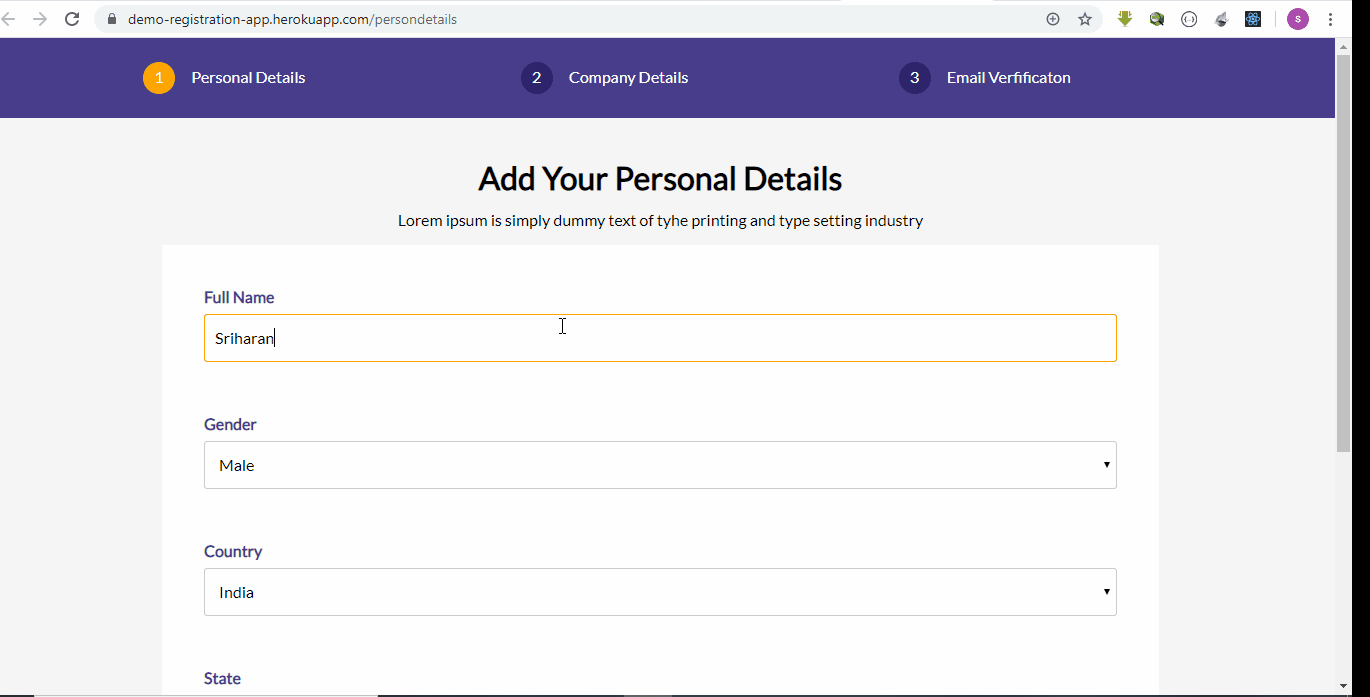 demo-registration-app.herokuapp.com/persondetails
S
1 Personal Details 2 Company Details 3 Email Verfificaton
Add Your Personal Details
Lorem ipsum is simply dummy text of tyhe printing and type setting industry
Full Name
Sriharan
Gender
Male
Country
India
State